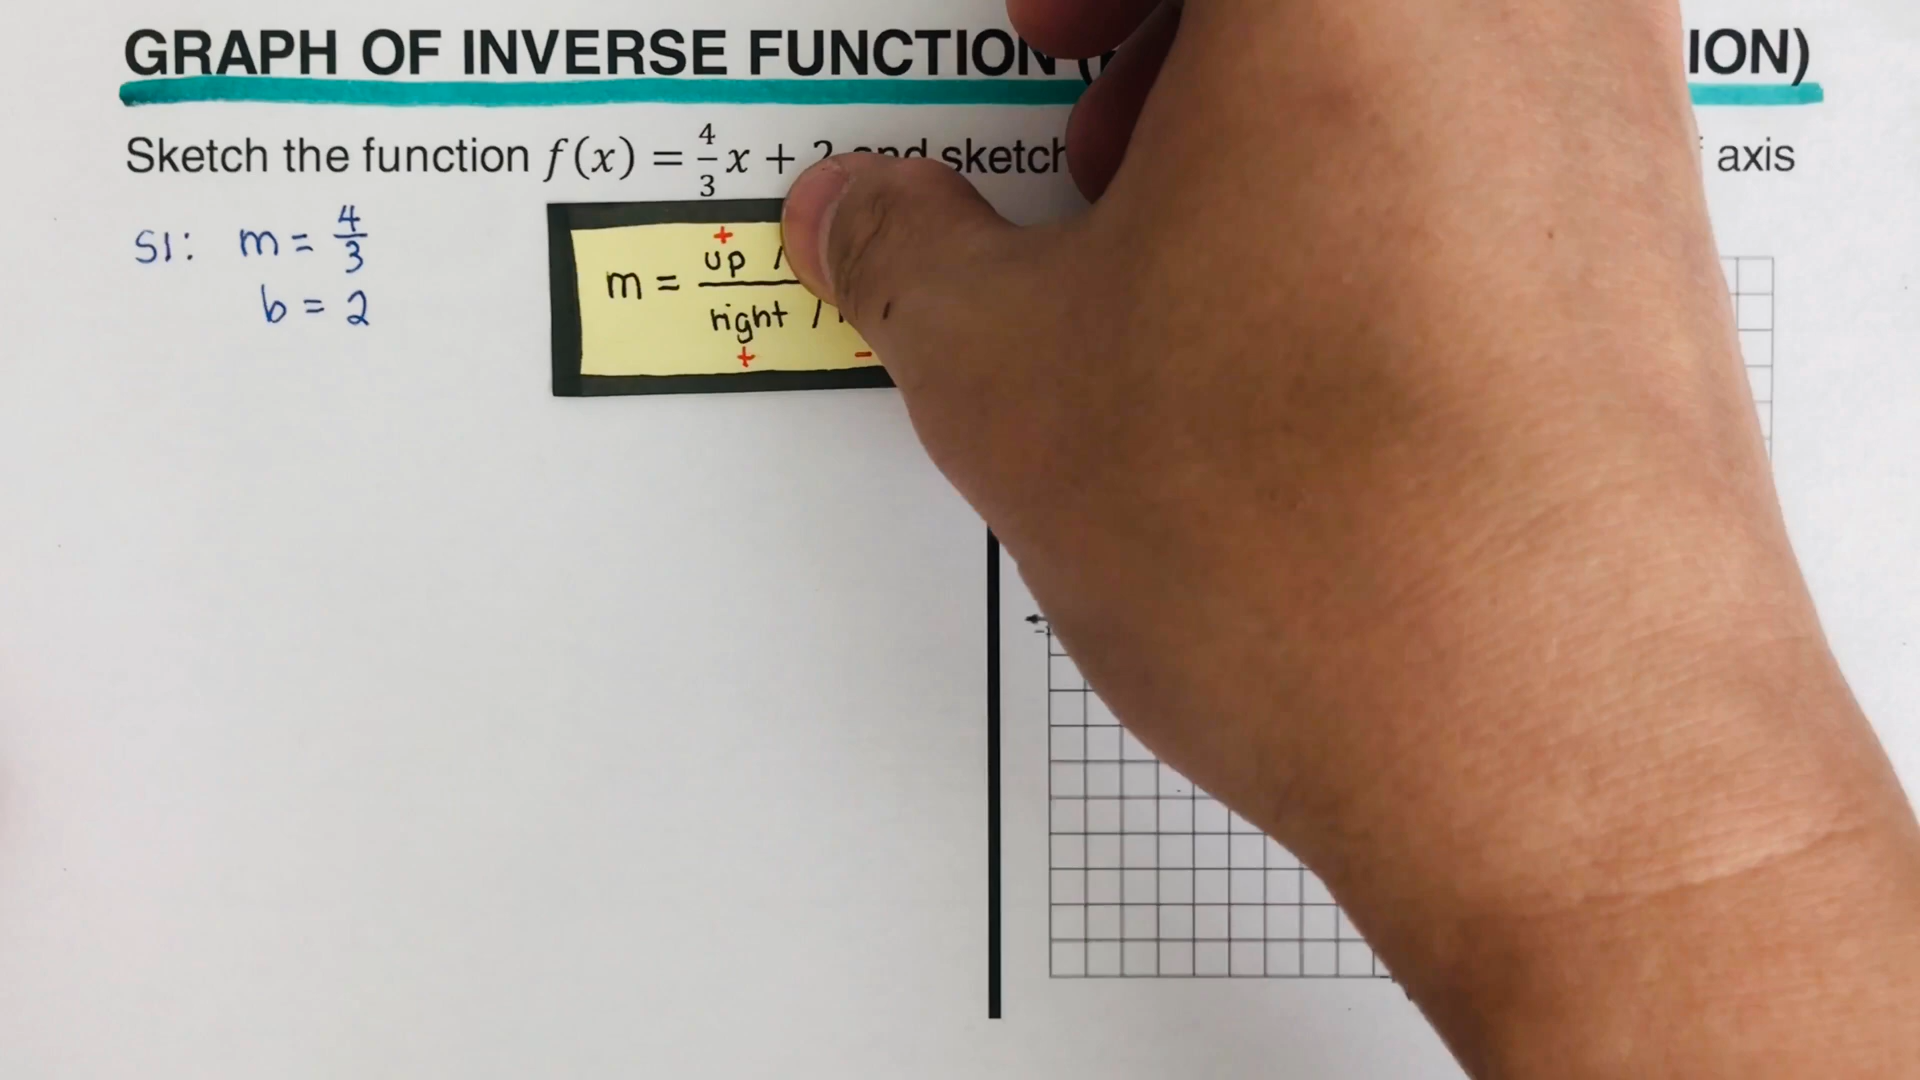 GRAPH OF INVERSE FUNCTION ( ION)
Sketch the function f(x) = 4/3 x + 2 and sketch axis
S1: m = 4/3
b = 2
+
m = up /
right /
+ -